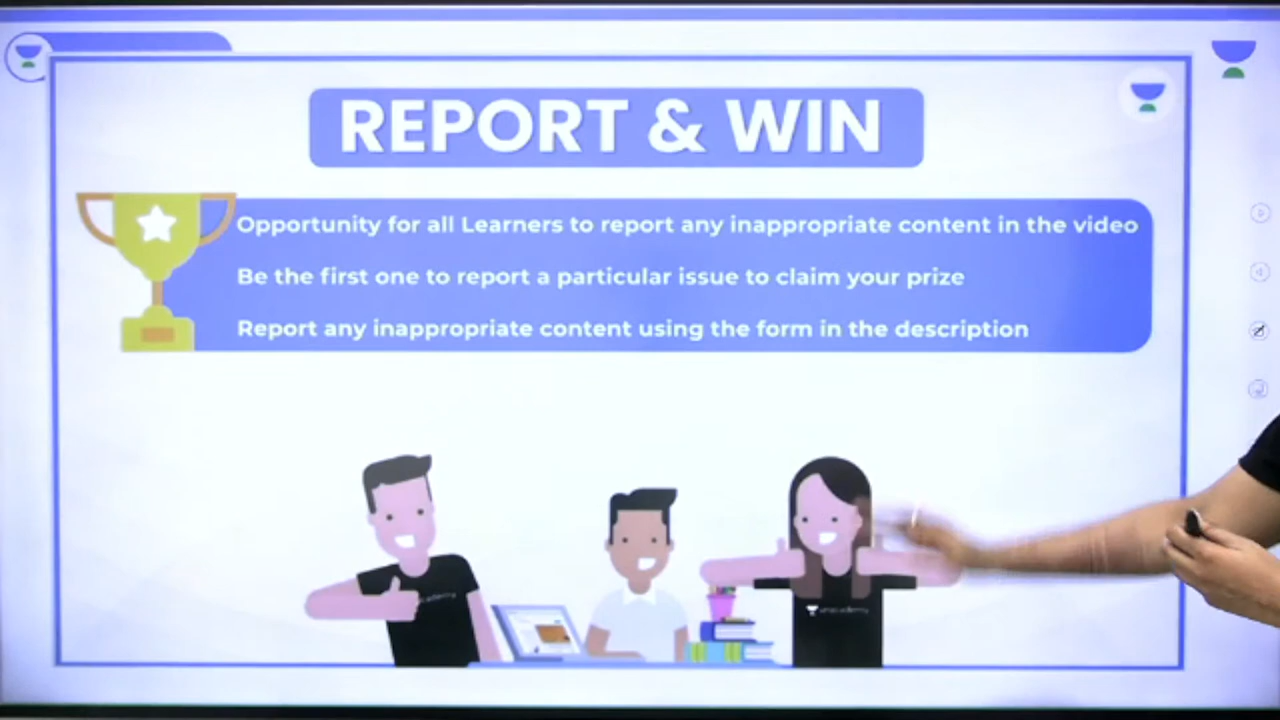 REPORT & WIN
Opportunity for all Learners to report any inappropriate content in the video
Be the first one to report a particular issue to claim your prize
Report any inappropriate content using the form in the description
unacademy